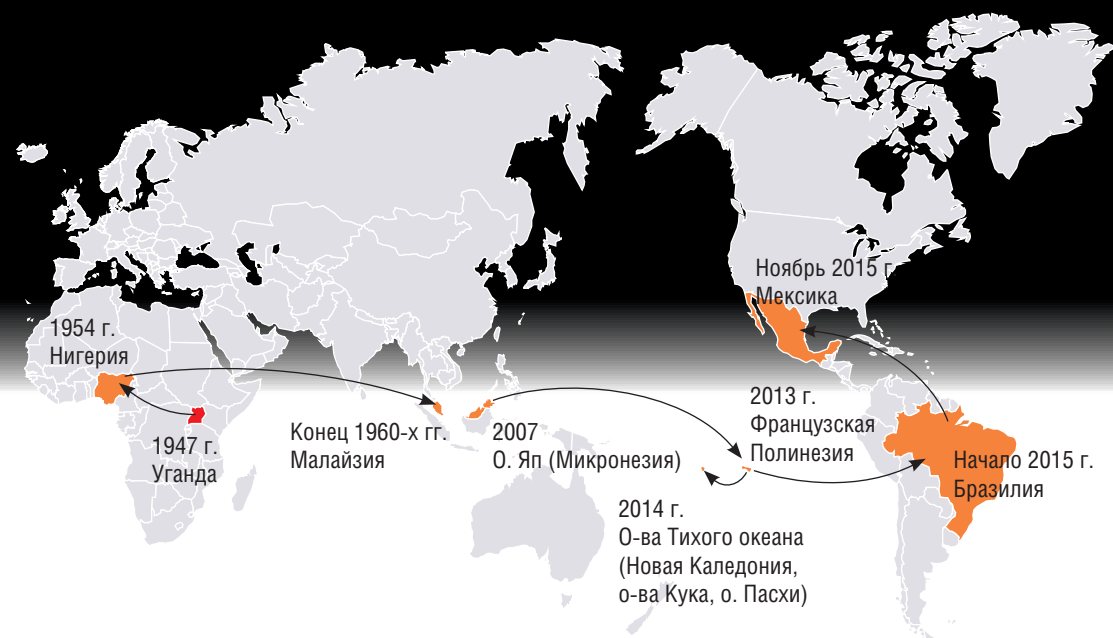 Ноябрь 2015 г.
Мексика
1954 г.
Нигерия
1947 г.
Уганда
Конец 1960-х гг.
Малайзия
2007
О. Яп (Микронезия)
2013 г.
Французская
Полинезия
2014 г.
О-ва Тихого океана
(Новая Каледония,
о-ва Кука, о. Пасхи)
Начало 2015 г.
Бразилия